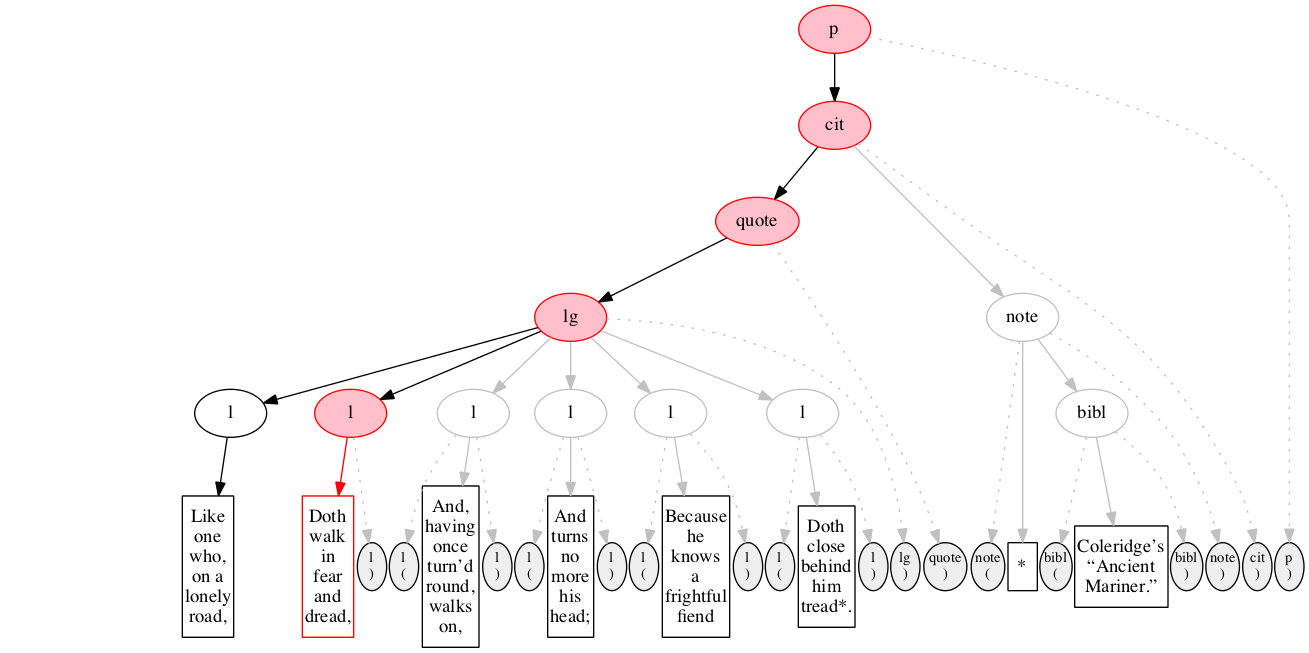 p
cit
quote
lg
note
l
l
l
l
l
l
bibl
Like
one
who,
on a
lonely
road,
Doth
walk
in
fear
and
dread,
l
)
l
(
And,
having
once
turn’d
round,
walks
on,
l
)
l
(
And
turns
no
more
his
head;
l
)
l
(
Because
he
knows
a
frightful
fiend
l
)
l
(
Doth
close
behind
him
tread*.
l
)
lg
)
quote
)
note
(
*
bibl
(
Coleridge’s
“Ancient
Mariner.”
bibl
)
note
)
cit
)
p
)